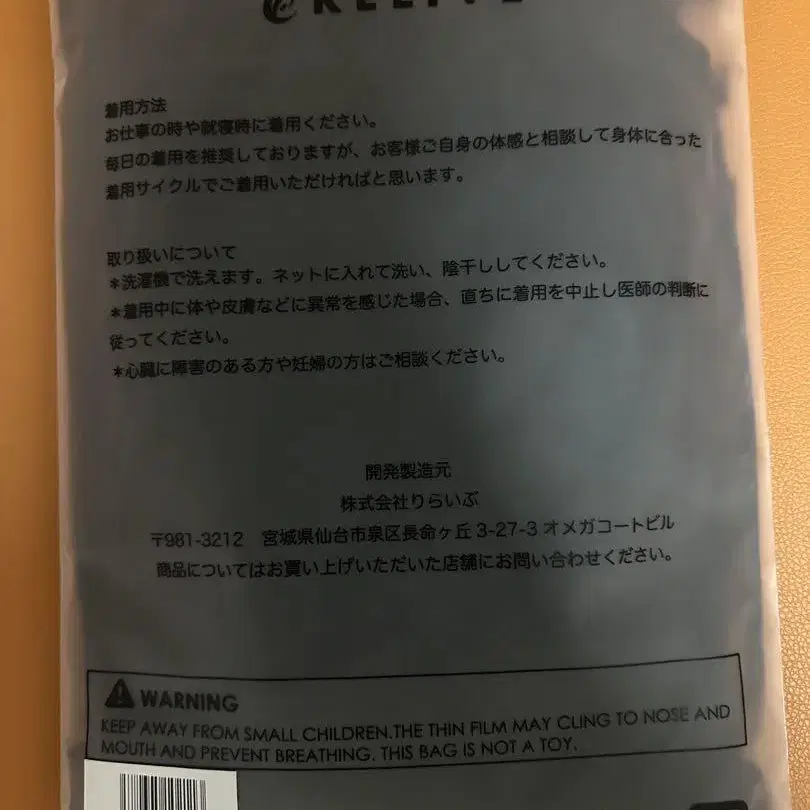 着用方法
お仕事の時や就寝時に着用ください。
毎日の着用を推奨しておりますが、お客様ご自身の体感と相談して身体に合った
着用サイクルでご着用いただければと思います。
取り扱いについて
*洗濯機で洗えます。ネットに入れて洗い、陰干ししてください。
*着用中に体や皮膚などに異常を感じた場合、直ちに着用を中止し医師の判断に
従ってください。
*心臓に障害のある方や妊婦の方はご相談ください。
開発製造元
株式会社りらいぶ
〒981-3212 宮城県仙台市泉区長命ヶ丘 3-27-3 オメガコートビル
商品についてはお買い上げいただいた店舗にお問い合わせください。
WARNING
KEEP AWAY FROM SMALL CHILDREN.THE THIN FILM MAY CLING TO NOSE AND
MOUTH AND PREVENT BREATHING. THIS BAG IS NOT A TOY.